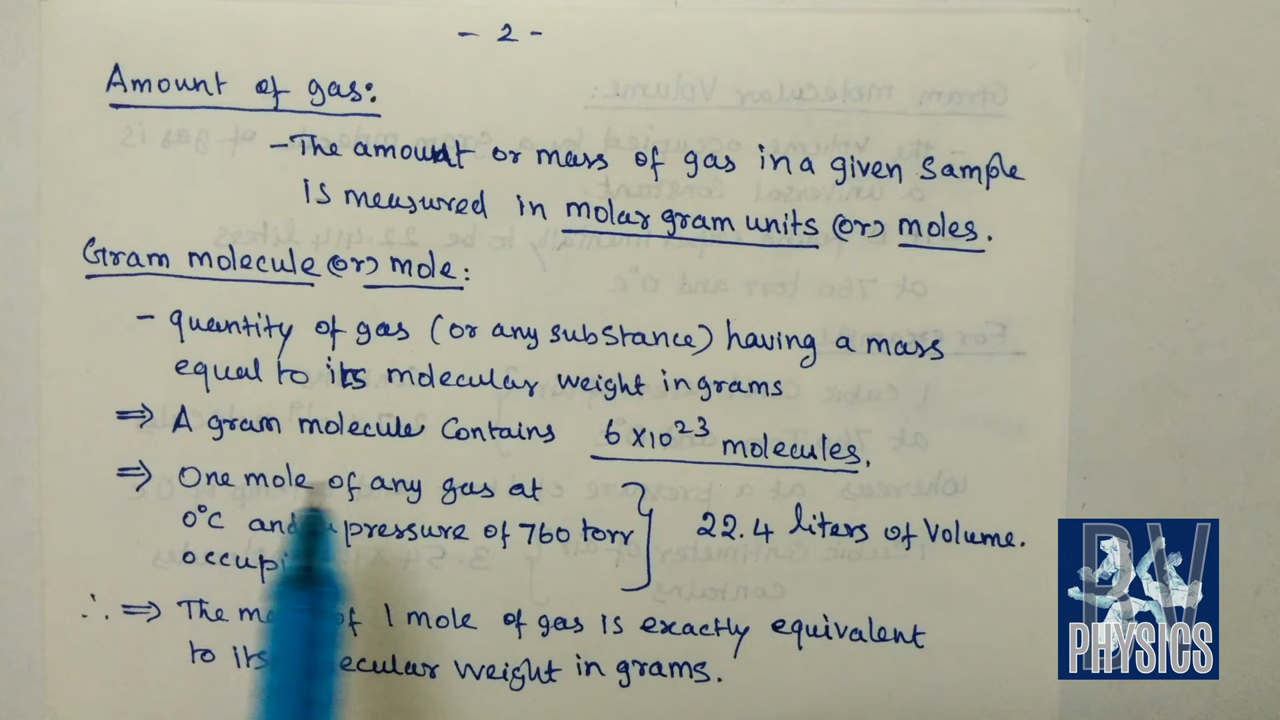 - 2 -
Amount of gas:
- The amount or mass of gas in a given sample
is measured in molar gram units (or) moles.
Gram molecule (or) mole:
- quantity of gas (or any substance) having a mass
equal to its molecular weight in grams
⇒ A gram molecule contains 6 x 10²³ molecules.
⇒ One mole of any gas at
0°C and pressure of 760 torr
22.4 liters of Volume.
∴ ⇒ The of 1 mole of gas is exactly equivalent
to its weight in grams.
RV
PHYSICS